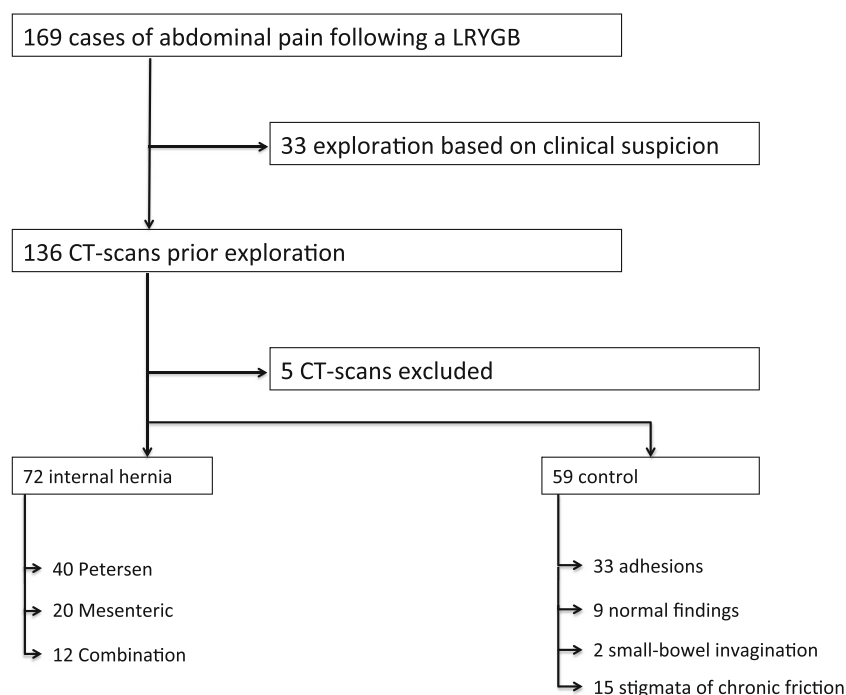 169 cases of abdominal pain following a LRYGB
33 exploration based on clinical suspicion
136 CT-scans prior exploration
5 CT-scans excluded
72 internal hernia
40 Petersen
20 Mesenteric
12 Combination
59 control
33 adhesions
9 normal findings
2 small-bowel invagination
15 stigmata of chronic friction